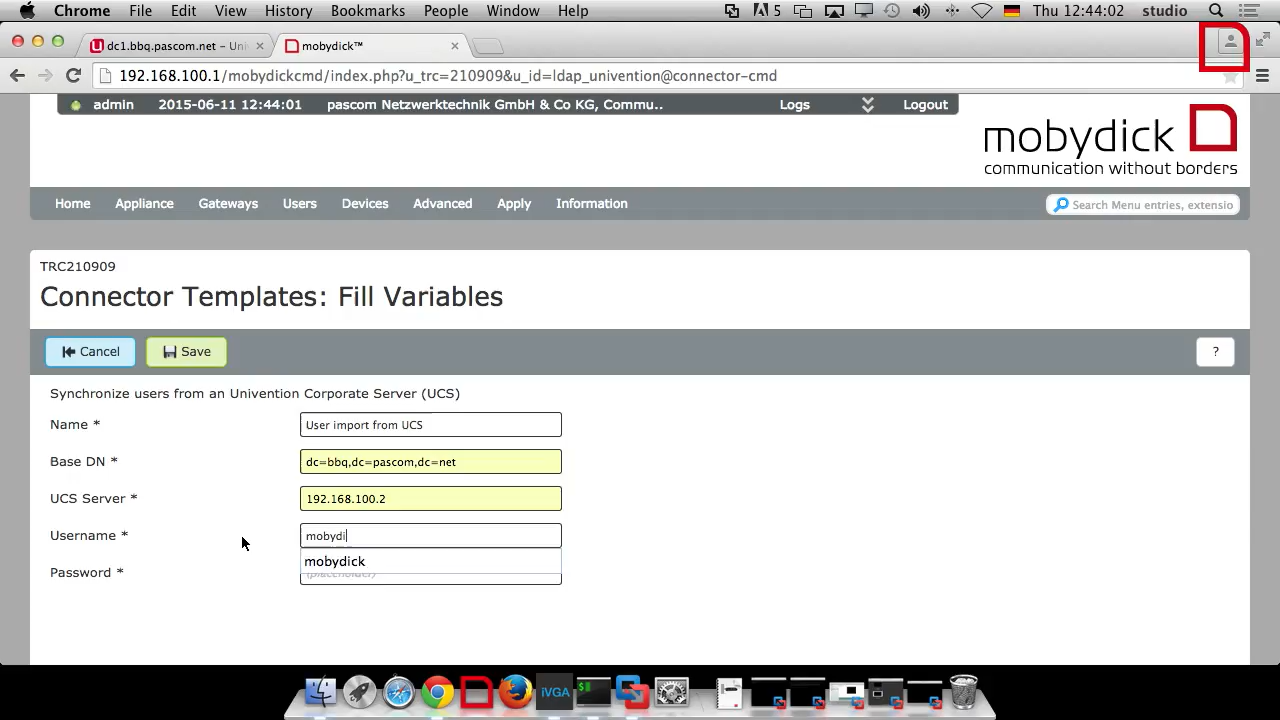 Chrome File Edit View History Bookmarks People Window Help 5 Thu 12:44:02 studio
dc1.bbq.pascom.net – Uni
mobydick™
192.168.100.1/mobydickcmd/index.php?u_trc=210909&u_id=ldap_univention@connector-cmd
admin 2015-06-11 12:44:01 pascom Netzwerktechnik GmbH & Co KG, Commu.. Logs Logout
mobydick
communication without borders
Home Appliance Gateways Users Devices Advanced Apply Information Search Menu entries, extensio
TRC210909
Connector Templates: Fill Variables
Cancel Save ?
Synchronize users from an Univention Corporate Server (UCS)
Name * User import from UCS
Base DN * dc=bbq,dc=pascom,dc=net
UCS Server * 192.168.100.2
Username * mobydi
mobydick
Password * (placeholder)
iVGA